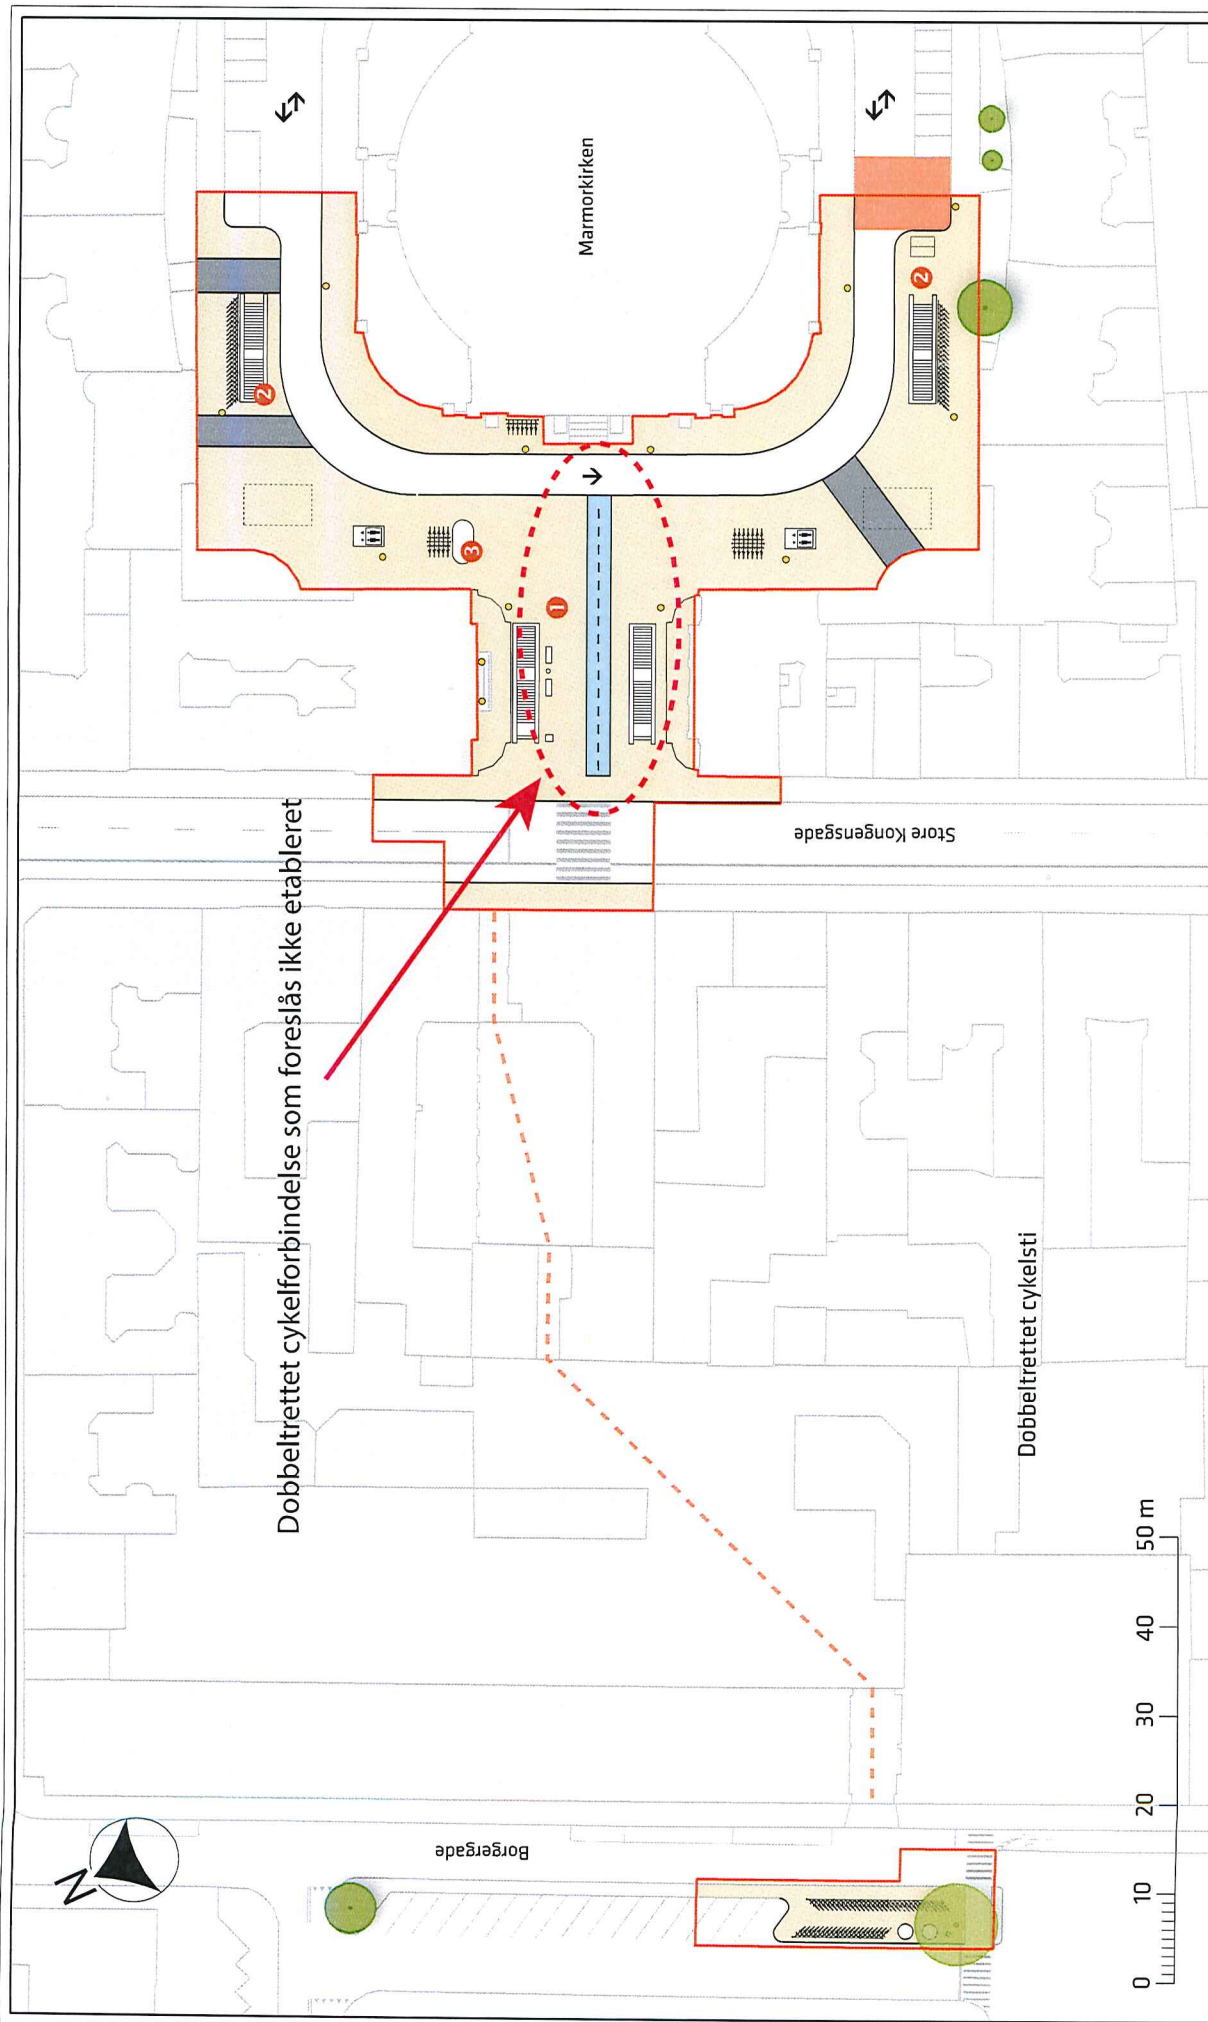 Marmorkirken
2
2
3
1
Store Kongensgade
Dobbeltrettet cykelforbindelse som foreslås ikke etableret
Dobbeltrettet cykelsti
Borgergade
N
0 10 20 30 40 50 m